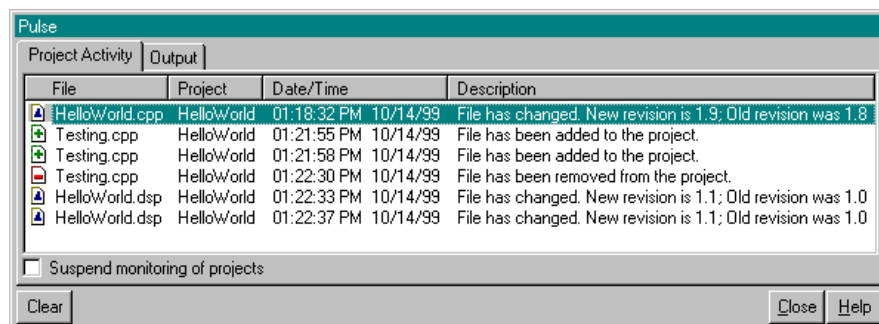 Pulse
Project Activity Output
File Project Date/Time Description
HelloWorld.cpp HelloWorld 01:18:32 PM 10/14/99 File has changed. New revision is 1.9; Old revision was 1.8
Testing.cpp HelloWorld 01:21:55 PM 10/14/99 File has been added to the project.
Testing.cpp HelloWorld 01:21:58 PM 10/14/99 File has been added to the project.
Testing.cpp HelloWorld 01:22:30 PM 10/14/99 File has been removed from the project.
HelloWorld.dsp HelloWorld 01:22:33 PM 10/14/99 File has changed. New revision is 1.1; Old revision was 1.0
HelloWorld.dsp HelloWorld 01:22:37 PM 10/14/99 File has changed. New revision is 1.1; Old revision was 1.0
Suspend monitoring of projects
Clear Close Help